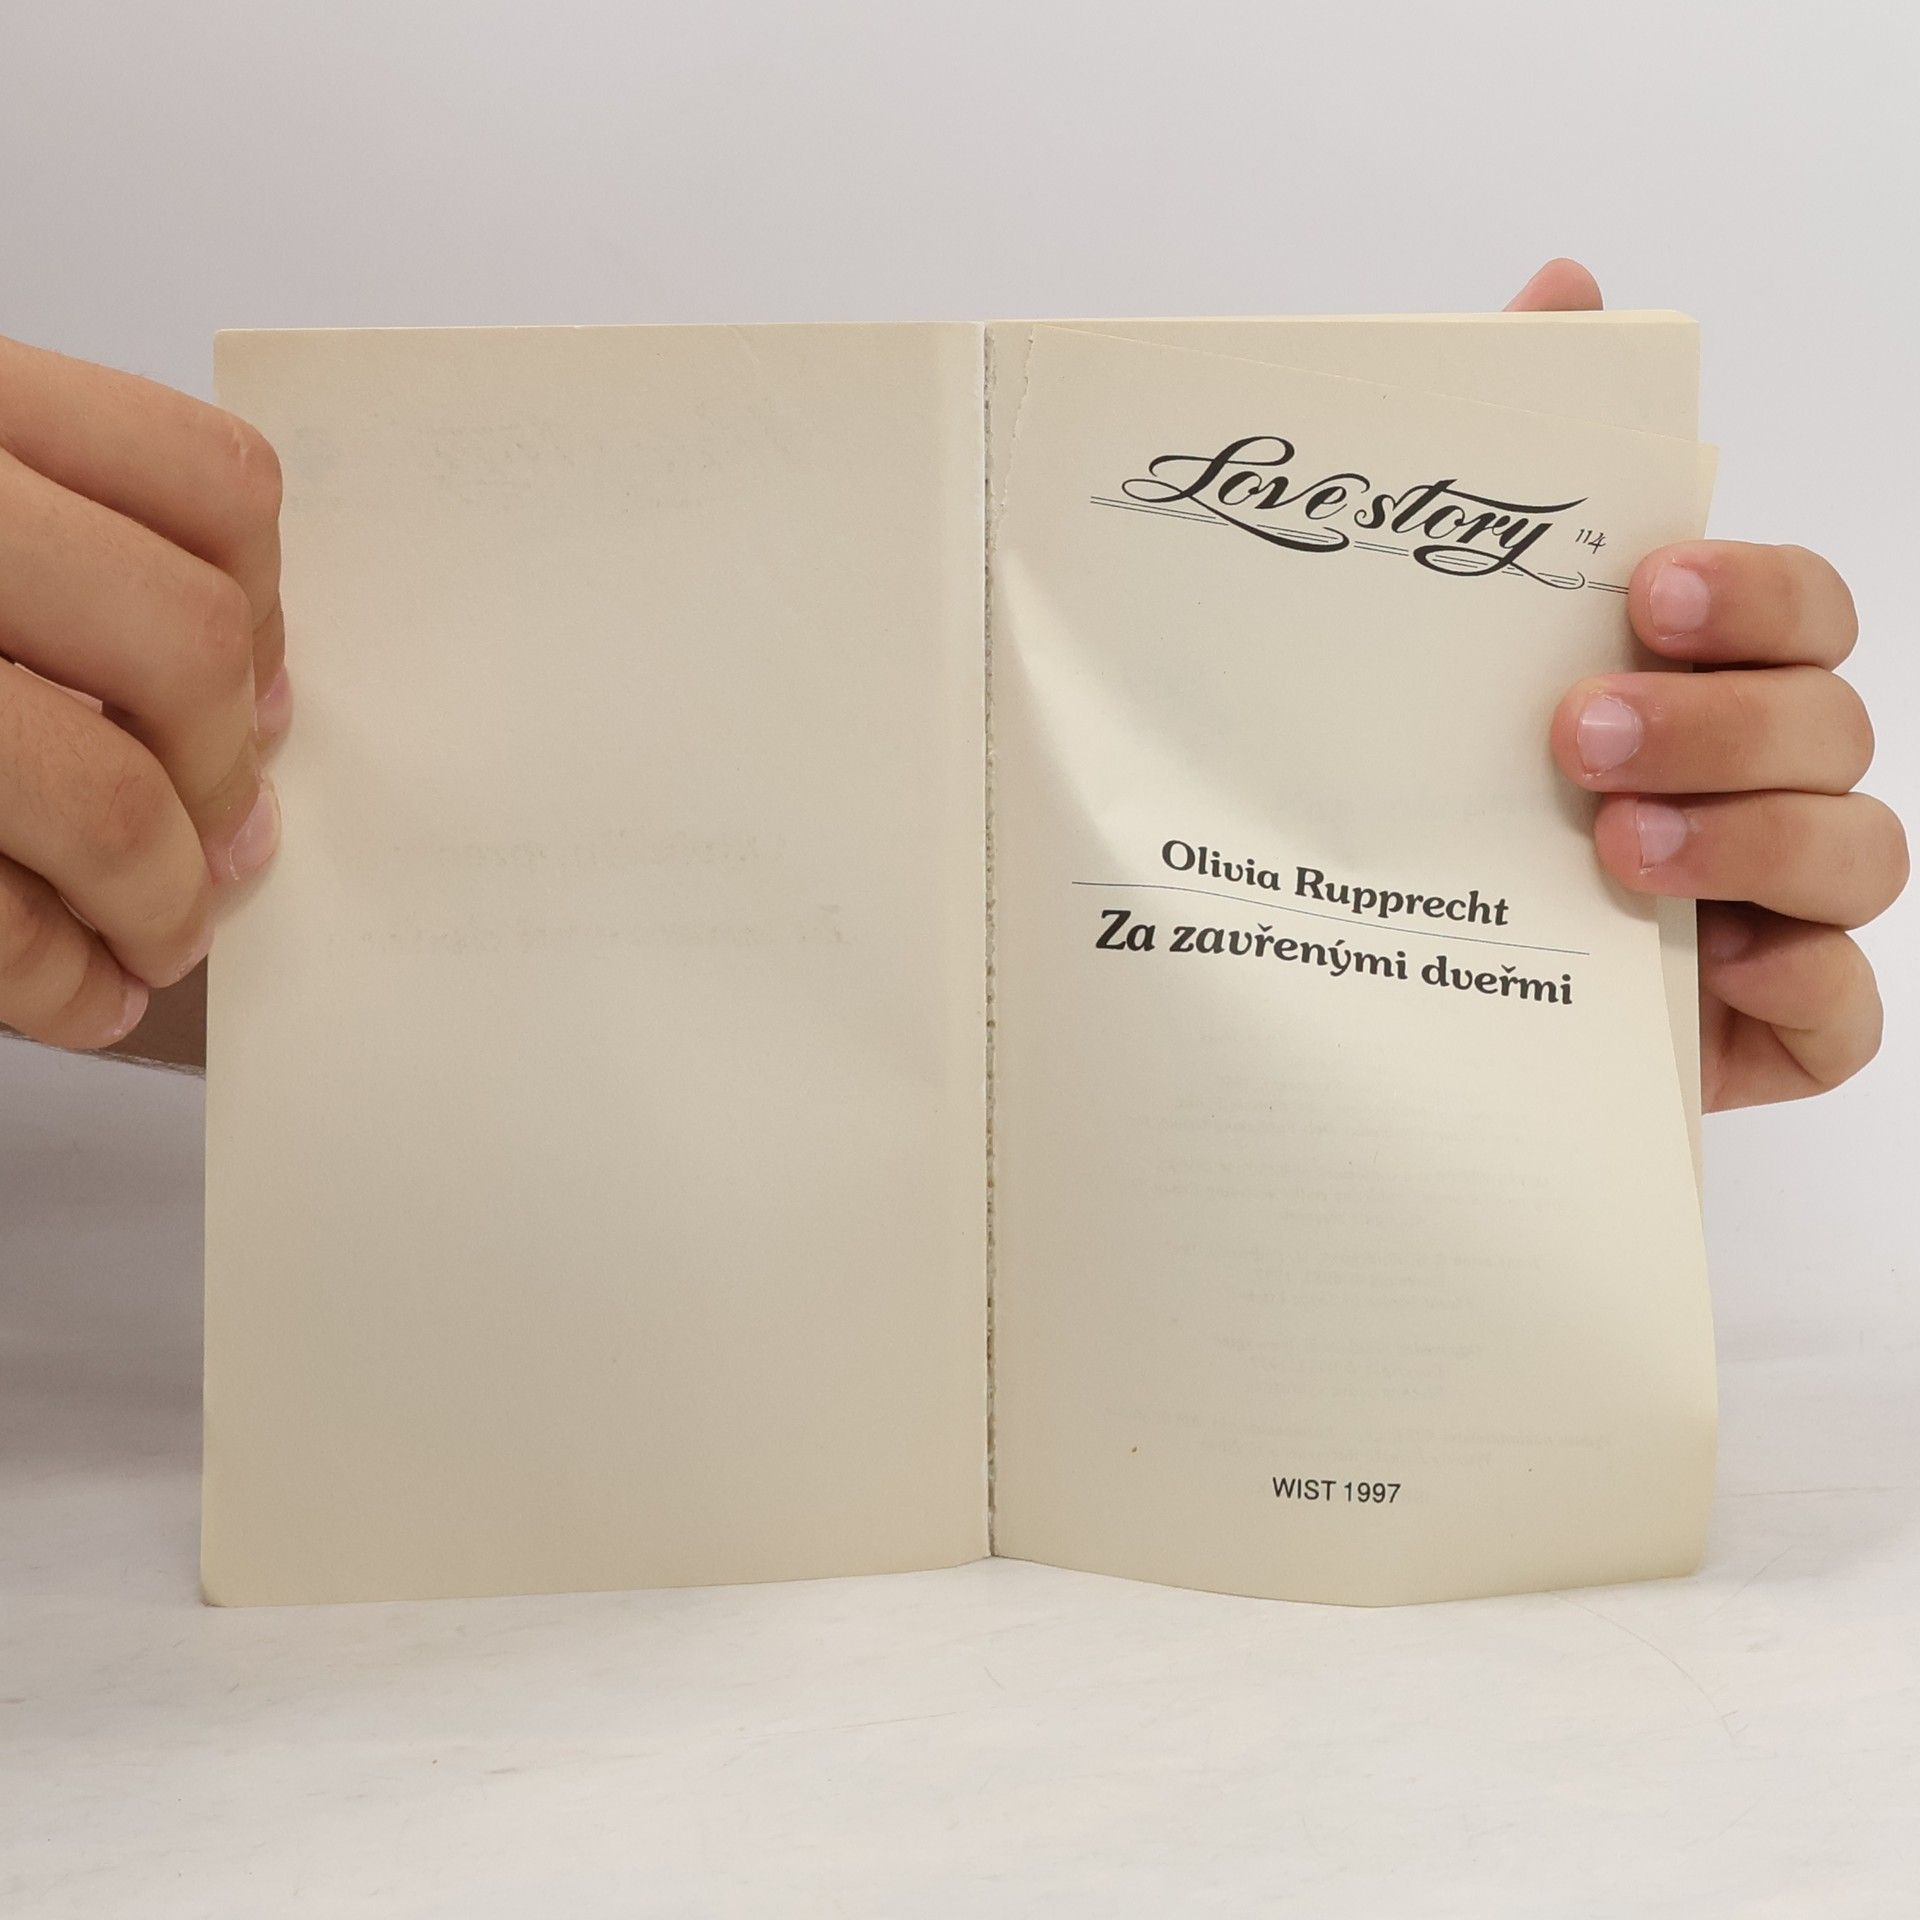 Love story 114
Olivia Rupprecht
Za zavřenými dveřmi
WIST 1997